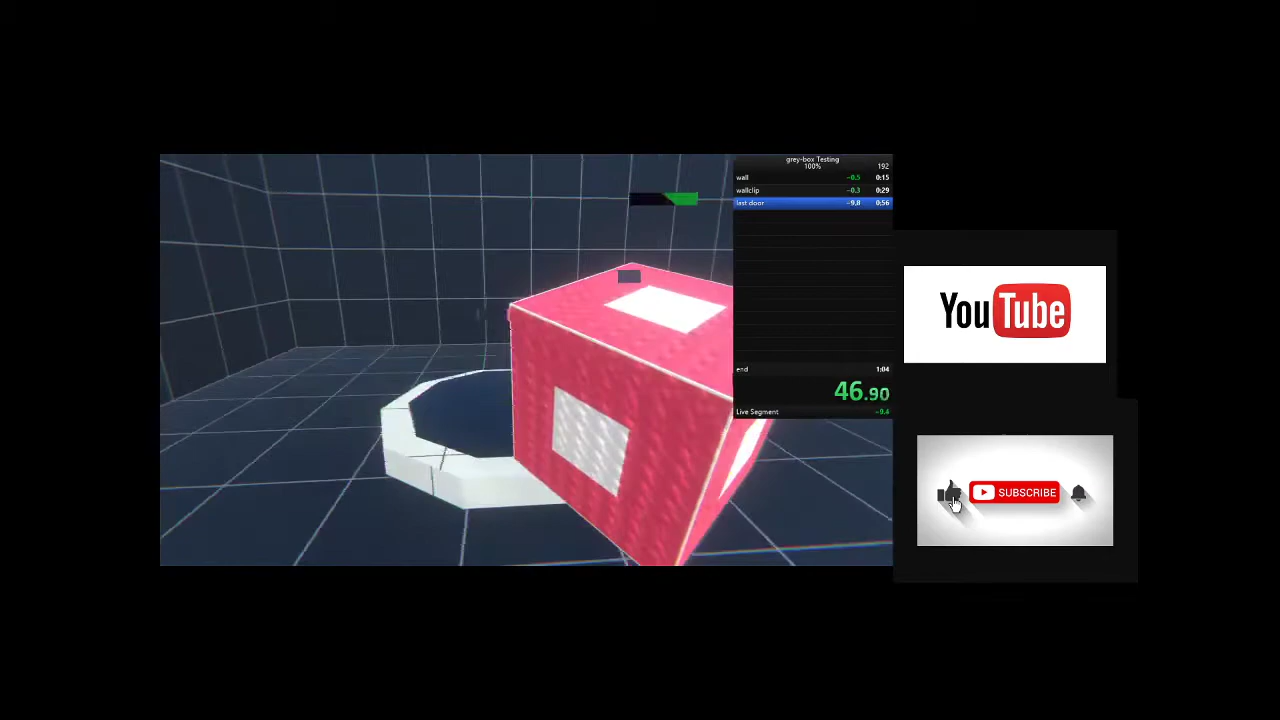 grey-box Testing
100% 192
wall -0.5 0:15
wallclip -0.3 0:29
last door -9.8 0:56
end 1:04
46.90
Live Segment -9.4
YouTube
SUBSCRIBE